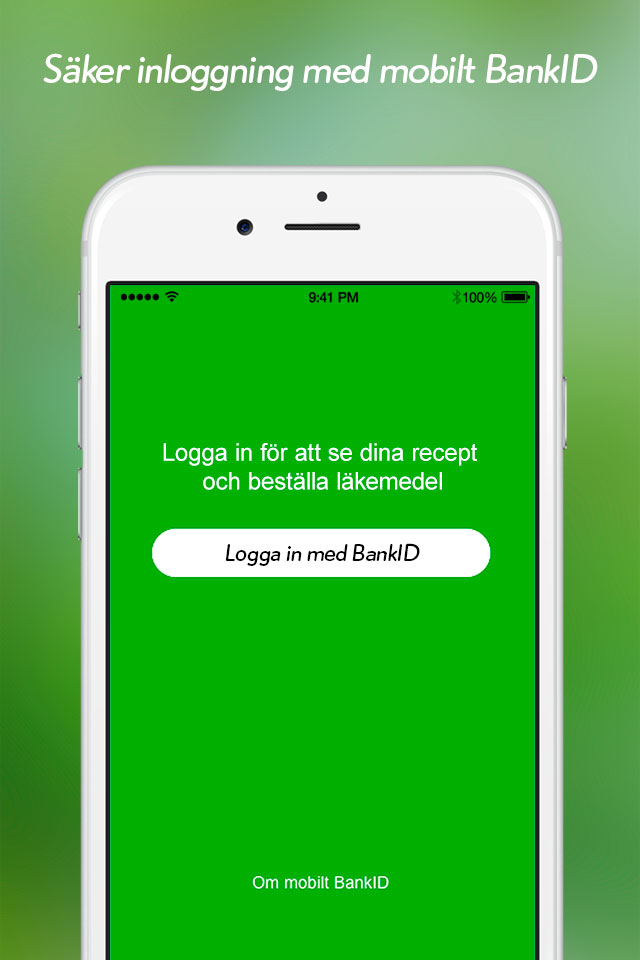 Säker inloggning med mobilt BankID
9:41 PM
100%
Logga in för att se dina recept
och beställa läkemedel
Logga in med BankID
Om mobilt BankID